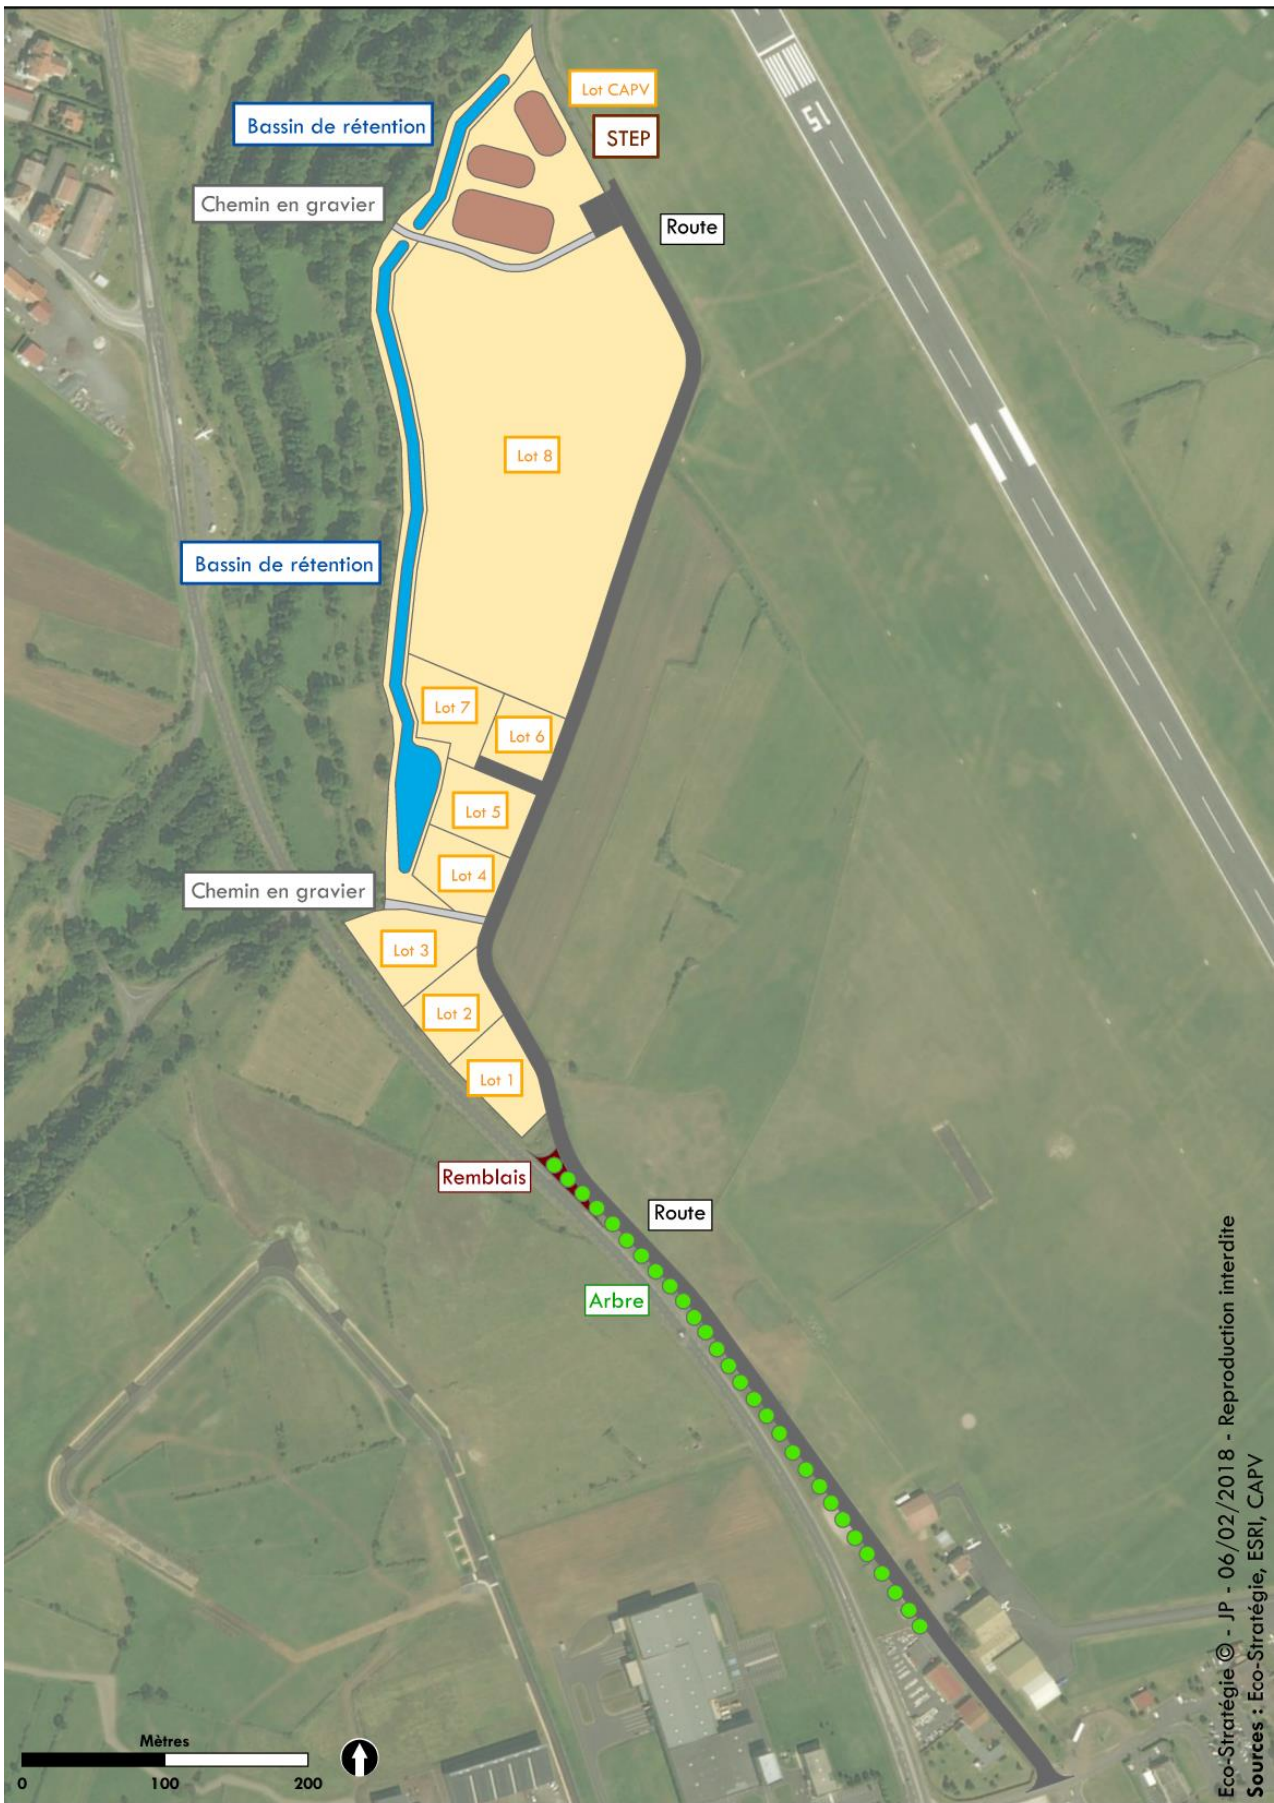 Lot CAPV
Bassin de rétention
STEP
15
Chemin en gravier
Route
Lot 8
Bassin de rétention
Lot 7
Lot 6
Lot 5
Lot 4
Chemin en gravier
Lot 3
Lot 2
Lot 1
Remblais
Route
Arbre
Mètres
0 100 200
Eco-Stratégie © - JP - 06/02/2018 - Reproduction interdite
Sources : Eco-Stratégie, ESRI, CAPV